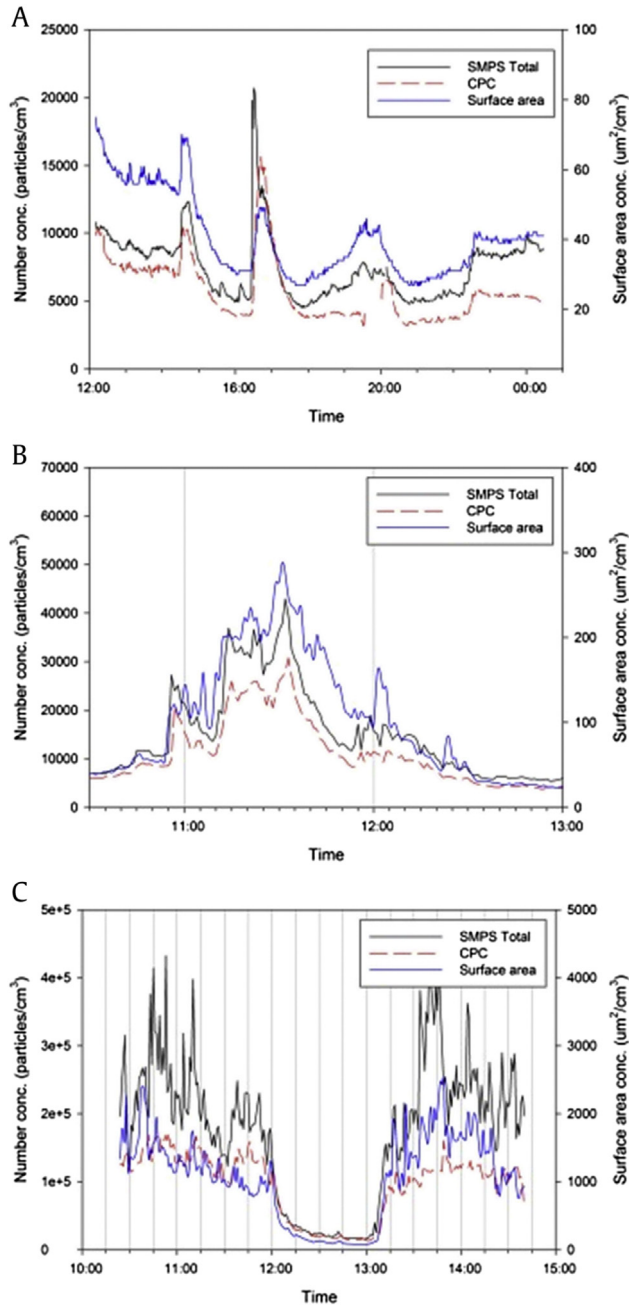 A
25000
20000
15000
10000
5000
0
Number conc. (particles/cm³)
100
80
60
40
20
Surface area conc. (um²/cm³)
SMPS Total
CPC
Surface area
12:00 16:00 20:00 00:00
Time
B
70000
60000
50000
40000
30000
20000
10000
0
Number conc. (particles/cm³)
400
300
200
100
0
Surface area conc. (um²/cm³)
SMPS Total
CPC
Surface area
11:00 12:00 13:00
Time
C
5e+5
4e+5
3e+5
2e+5
1e+5
0
Number conc. (particles/cm³)
5000
4000
3000
2000
1000
0
Surface area conc. (um²/cm³)
SMPS Total
CPC
Surface area
10:00 11:00 12:00 13:00 14:00 15:00
Time